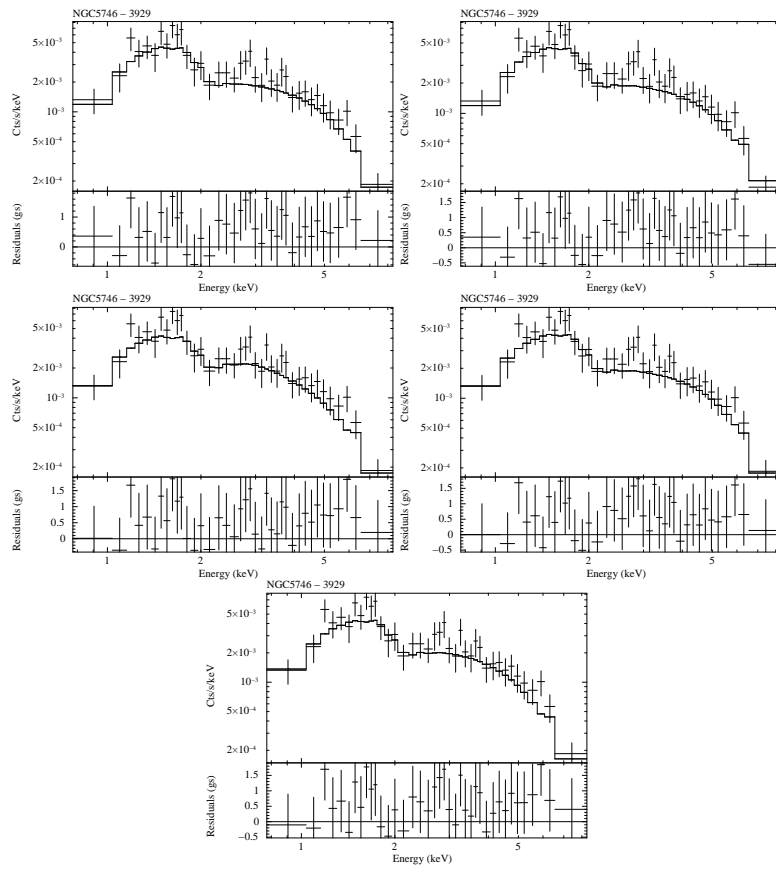 NGC5746 – 3929
Cts/s/keV
5×10⁻³
10⁻³
5×10⁻⁴
2×10⁻⁴
Residuals (gs)
1
0
1 2 5
Energy (keV)
NGC5746 – 3929
Cts/s/keV
5×10⁻³
2×10⁻³
10⁻³
5×10⁻⁴
2×10⁻⁴
Residuals (gs)
1.5
1
0.5
0
−0.5
1 2 5
Energy (keV)
NGC5746 – 3929
Cts/s/keV
5×10⁻³
2×10⁻³
10⁻³
5×10⁻⁴
2×10⁻⁴
Residuals (gs)
1.5
1
0.5
0
1 2 5
Energy (keV)
NGC5746 – 3929
Cts/s/keV
5×10⁻³
2×10⁻³
10⁻³
5×10⁻⁴
2×10⁻⁴
Residuals (gs)
1.5
1
0.5
0
−0.5
1 2 5
Energy (keV)
NGC5746 – 3929
Cts/s/keV
5×10⁻³
2×10⁻³
10⁻³
5×10⁻⁴
2×10⁻⁴
Residuals (gs)
1.5
1
0.5
0
−0.5
1 2 5
Energy (keV)